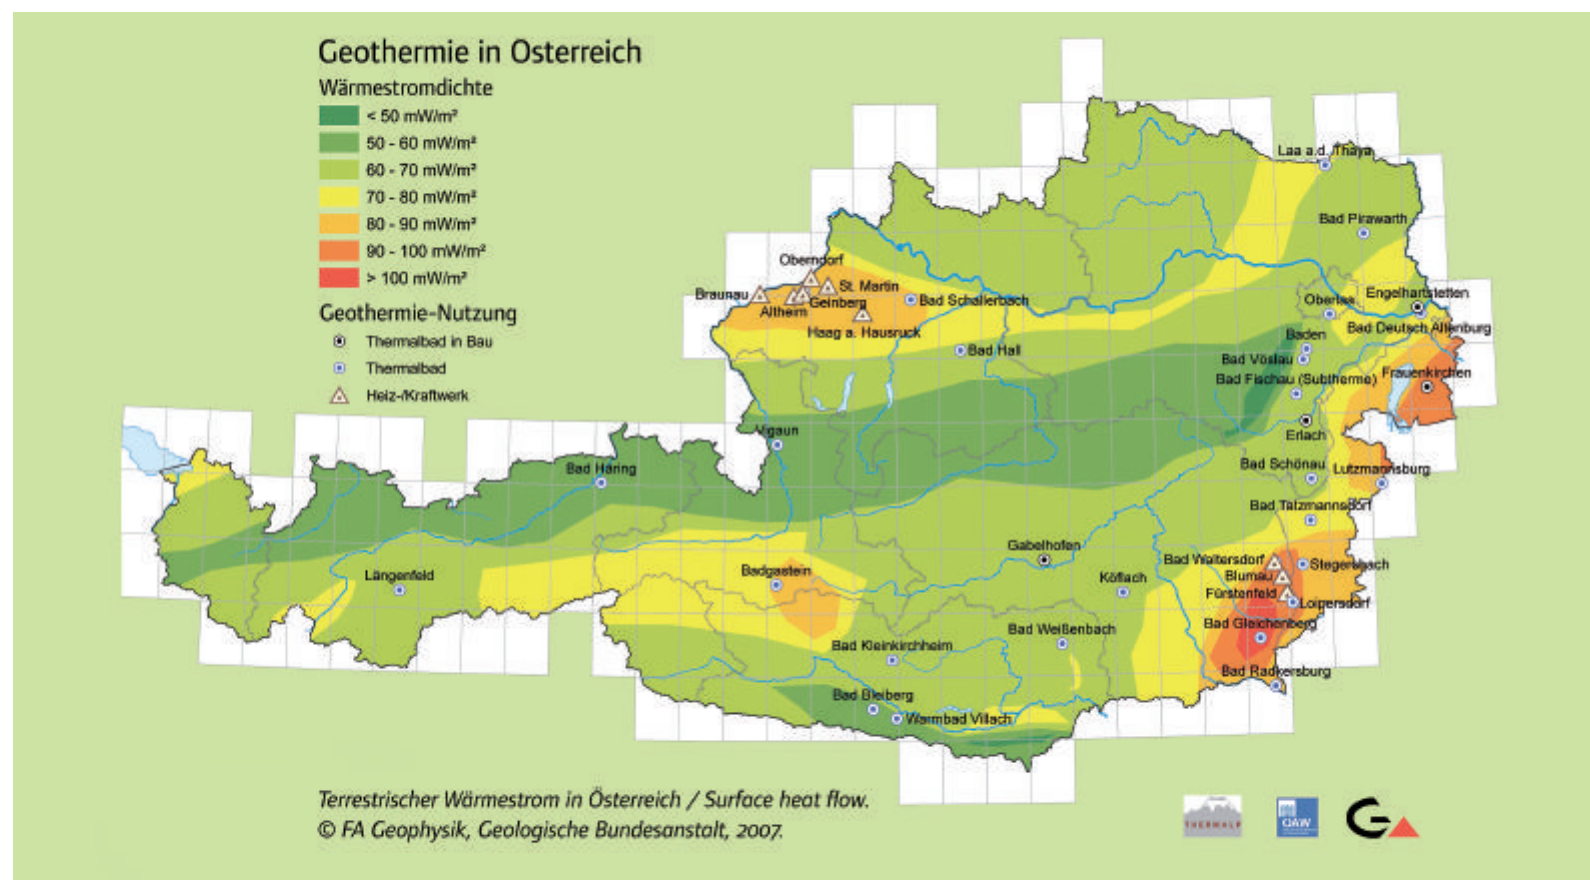 Geothermie in Österreich
Wärmestromdichte
< 50 mW/m²
50 - 60 mW/m²
60 - 70 mW/m²
70 - 80 mW/m²
80 - 90 mW/m²
90 - 100 mW/m²
> 100 mW/m²
Geothermie-Nutzung
Thermalbad in Bau
Thermalbad
Heiz-/Kraftwerk
Laa a.d. Thaya
Bad Pirawarth
Oberndorf
Braunau
St. Martin
Altheim
Geinberg
Bad Schallerbach
Haag a. Hausruck
Oberlaa
Engelhartstetten
Bad Deutsch Altenburg
Baden
Bad Hall
Bad Vöslau
Frauenkirchen
Bad Fischau (Subtherme)
Vigaun
Erlach
Bad Häring
Bad Schönau
Lutzmannsburg
Bad Tatzmannsdorf
Gabelhofen
Bad Waltersdorf
Stegersbach
Längenfeld
Badgastein
Köflach
Blumau
Fürstenfeld
Loipersdorf
Bad Gleichenberg
Bad Weißenbach
Bad Kleinkirchheim
Bad Radkersburg
Bad Bleiberg
Warmbad Villach
Terrestrischer Wärmestrom in Österreich / Surface heat flow.
© FA Geophysik, Geologische Bundesanstalt, 2007.
THERMALP
ÖAW